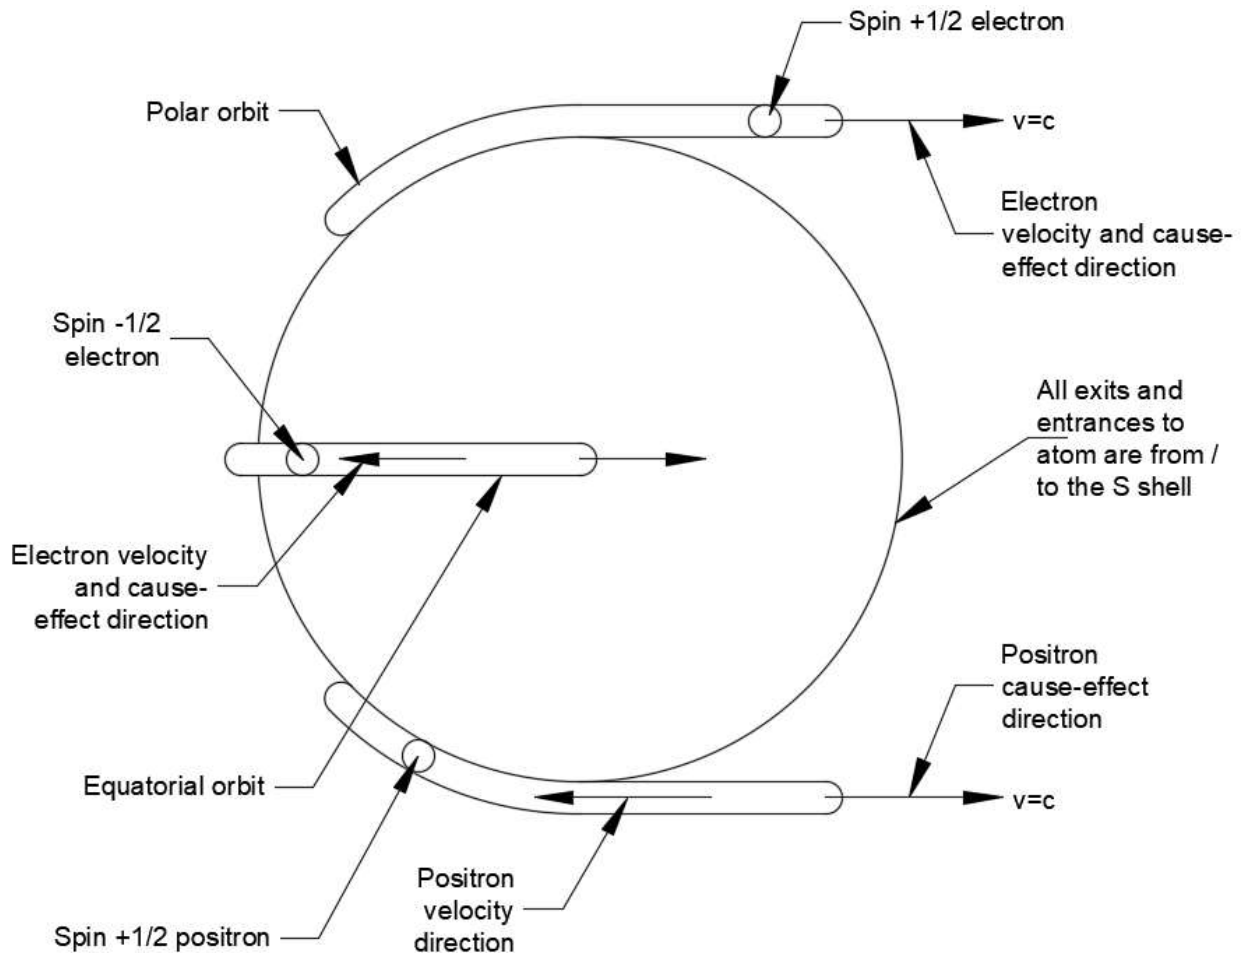 Spin +1/2 electron
Polar orbit
v=c
Electron
velocity and cause-
effect direction
Spin -1/2
electron
All exits and
entrances to
atom are from /
to the S shell
Electron velocity
and cause-
effect direction
Positron
cause-effect
direction
Equatorial orbit
v=c
Positron
velocity
direction
Spin +1/2 positron